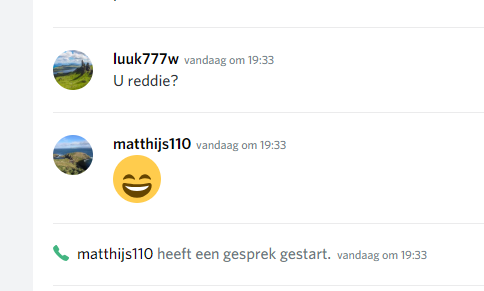 luuk777w vandaag om 19:33
U reddie?
matthijs110 vandaag om 19:33
matthijs110 heeft een gesprek gestart. vandaag om 19:33